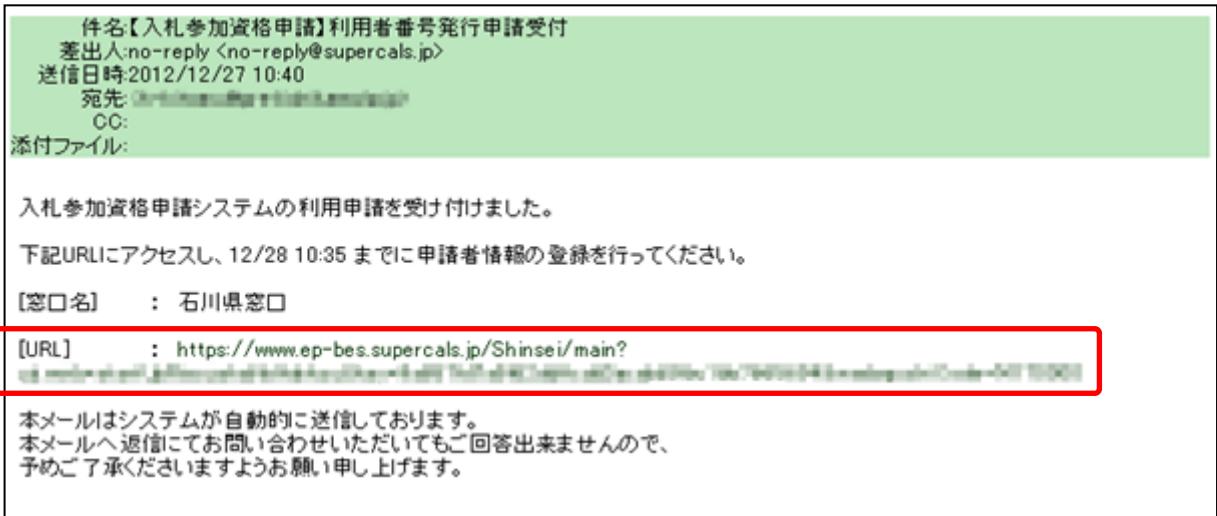 件名:【入札参加資格申請】利用者番号発行申請受付
差出人:no-reply <no-reply@supercals.jp>
送信日時:2012/12/27 10:40
宛先:
CC:
添付ファイル:
入札参加資格申請システムの利用申請を受け付けました。
下記URLにアクセスし、12/28 10:35 までに申請者情報の登録を行ってください。
[窓口名] : 石川県窓口
[URL] : https://www.ep-bes.supercals.jp/Shinsei/main?
本メールはシステムが自動的に送信しております。
本メールへ返信にてお問い合わせいただいてもご回答出来ませんので、
予めご了承くださいますようお願い申し上げます。